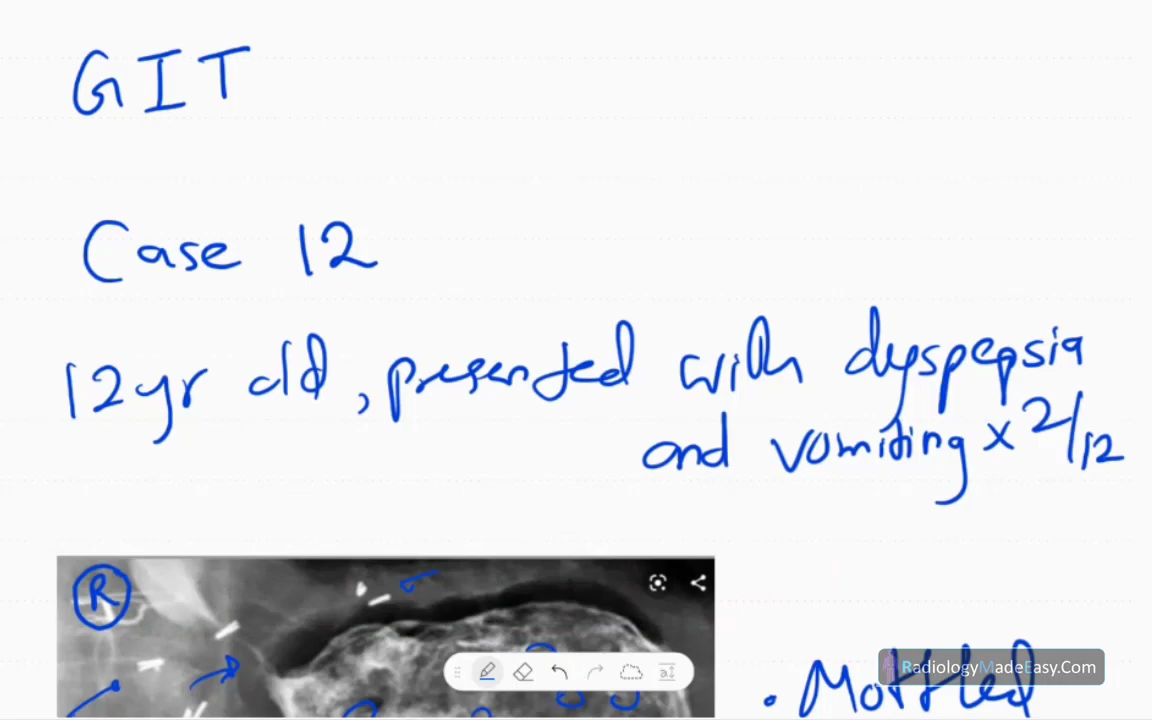 GIT
Case 12
12yr old, presented with dyspepsia
and vomiting x 2/12
R
. Mottled
RadiologyMadeEasy.Com